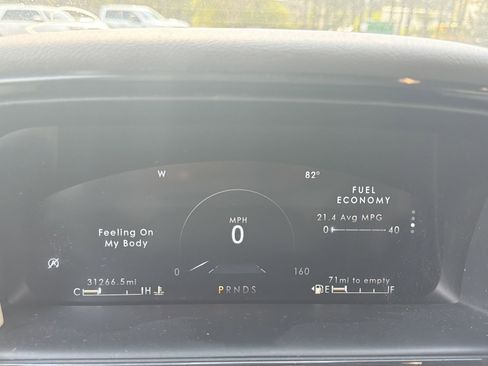 W
82°
FUEL
ECONOMY
21.4 Avg MPG
0 40
MPH
0
Feeling On
My Body
0 160
31266.5mi
C H
PRNDS
71mi to empty
E F